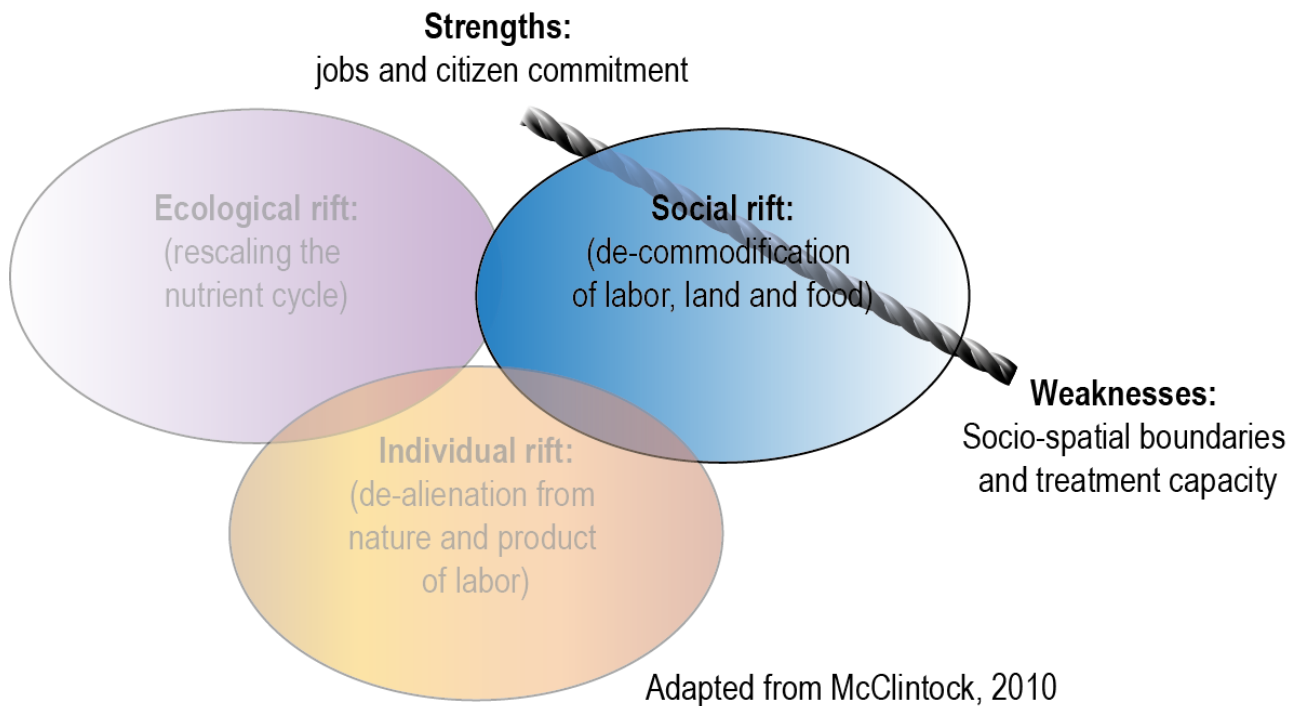 Strengths:
jobs and citizen commitment
Ecological rift:
(rescaling the
nutrient cycle)
Social rift:
(de-commodification
of labor, land and food)
Weaknesses:
Socio-spatial boundaries
and treatment capacity
Individual rift:
(de-alienation from
nature and product
of labor)
Adapted from McClintock, 2010